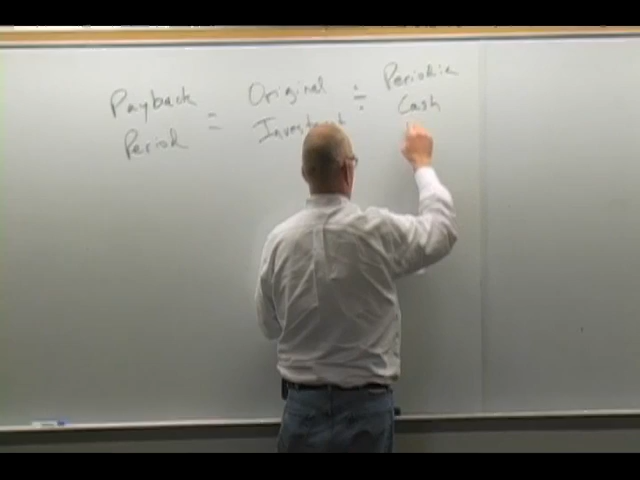 Payback Period = Original Investment ÷ Periodic Cash